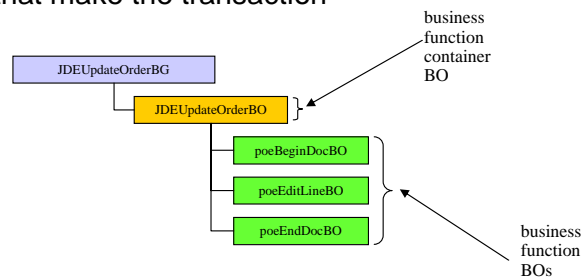 that make the transaction
business
function
container
BO
JDEUpdateOrderBG
JDEUpdateOrderBO
poeBeginDocBO
poeEditLineBO
poeEndDocBO
business
function
BOs